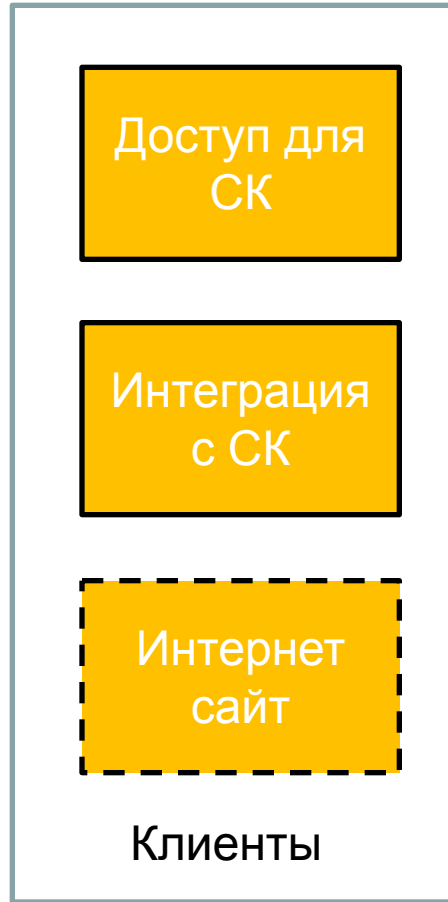 Доступ для
СК
Интеграция
с СК
Интернет
сайт
Клиенты